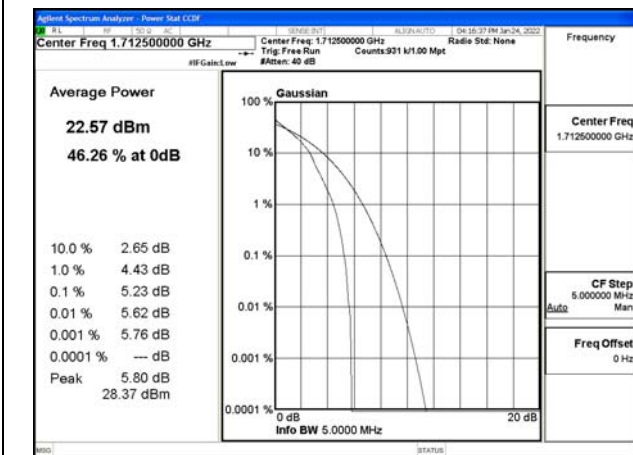 Agilent Spectrum Analyzer - Power Stat CCDF
RL RF 50 Ω AC SENSE:INT ALIGN AUTO 04:16:37 PM Jan 24, 2022
Center Freq 1.712500000 GHz
Center Freq: 1.712500000 GHz Radio Std: None
Trig: Free Run Counts:931 k/1.00 Mpt
#IFGain:Low #Atten: 40 dB
Frequency
Average Power
22.57 dBm
46.26 % at 0dB
10.0 % 2.65 dB
1.0 % 4.43 dB
0.1 % 5.23 dB
0.01 % 5.62 dB
0.001 % 5.76 dB
0.0001 % --- dB
Peak 5.80 dB
28.37 dBm
Gaussian
100 %
10 %
1 %
0.1 %
0.01 %
0.001 %
0.0001 %
0 dB 20 dB
Info BW 5.0000 MHz
Center Freq
1.712500000 GHz
CF Step
5.000000 MHz
Auto Man
Freq Offset
0 Hz
MSG STATUS